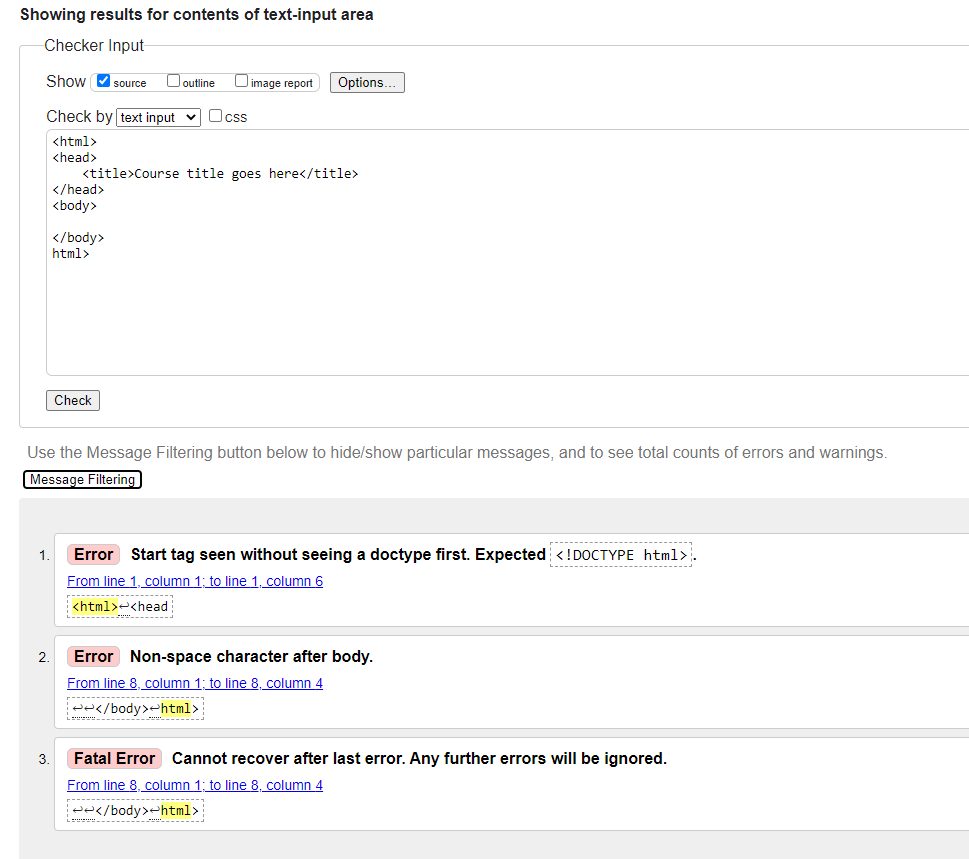 Showing results for contents of text-input area
Checker Input
Show source outline image report Options...
Check by text input css
<html>
<head>
    <title>Course title goes here</title>
</head>
<body>

</body>
html>
Check
Use the Message Filtering button below to hide/show particular messages, and to see total counts of errors and warnings.
Message Filtering
1. Error Start tag seen without seeing a doctype first. Expected <!DOCTYPE html>.
From line 1, column 1; to line 1, column 6
<html>↩<head
2. Error Non-space character after body.
From line 8, column 1; to line 8, column 4
↩↩</body>↩html>
3. Fatal Error Cannot recover after last error. Any further errors will be ignored.
From line 8, column 1; to line 8, column 4
↩↩</body>↩html>